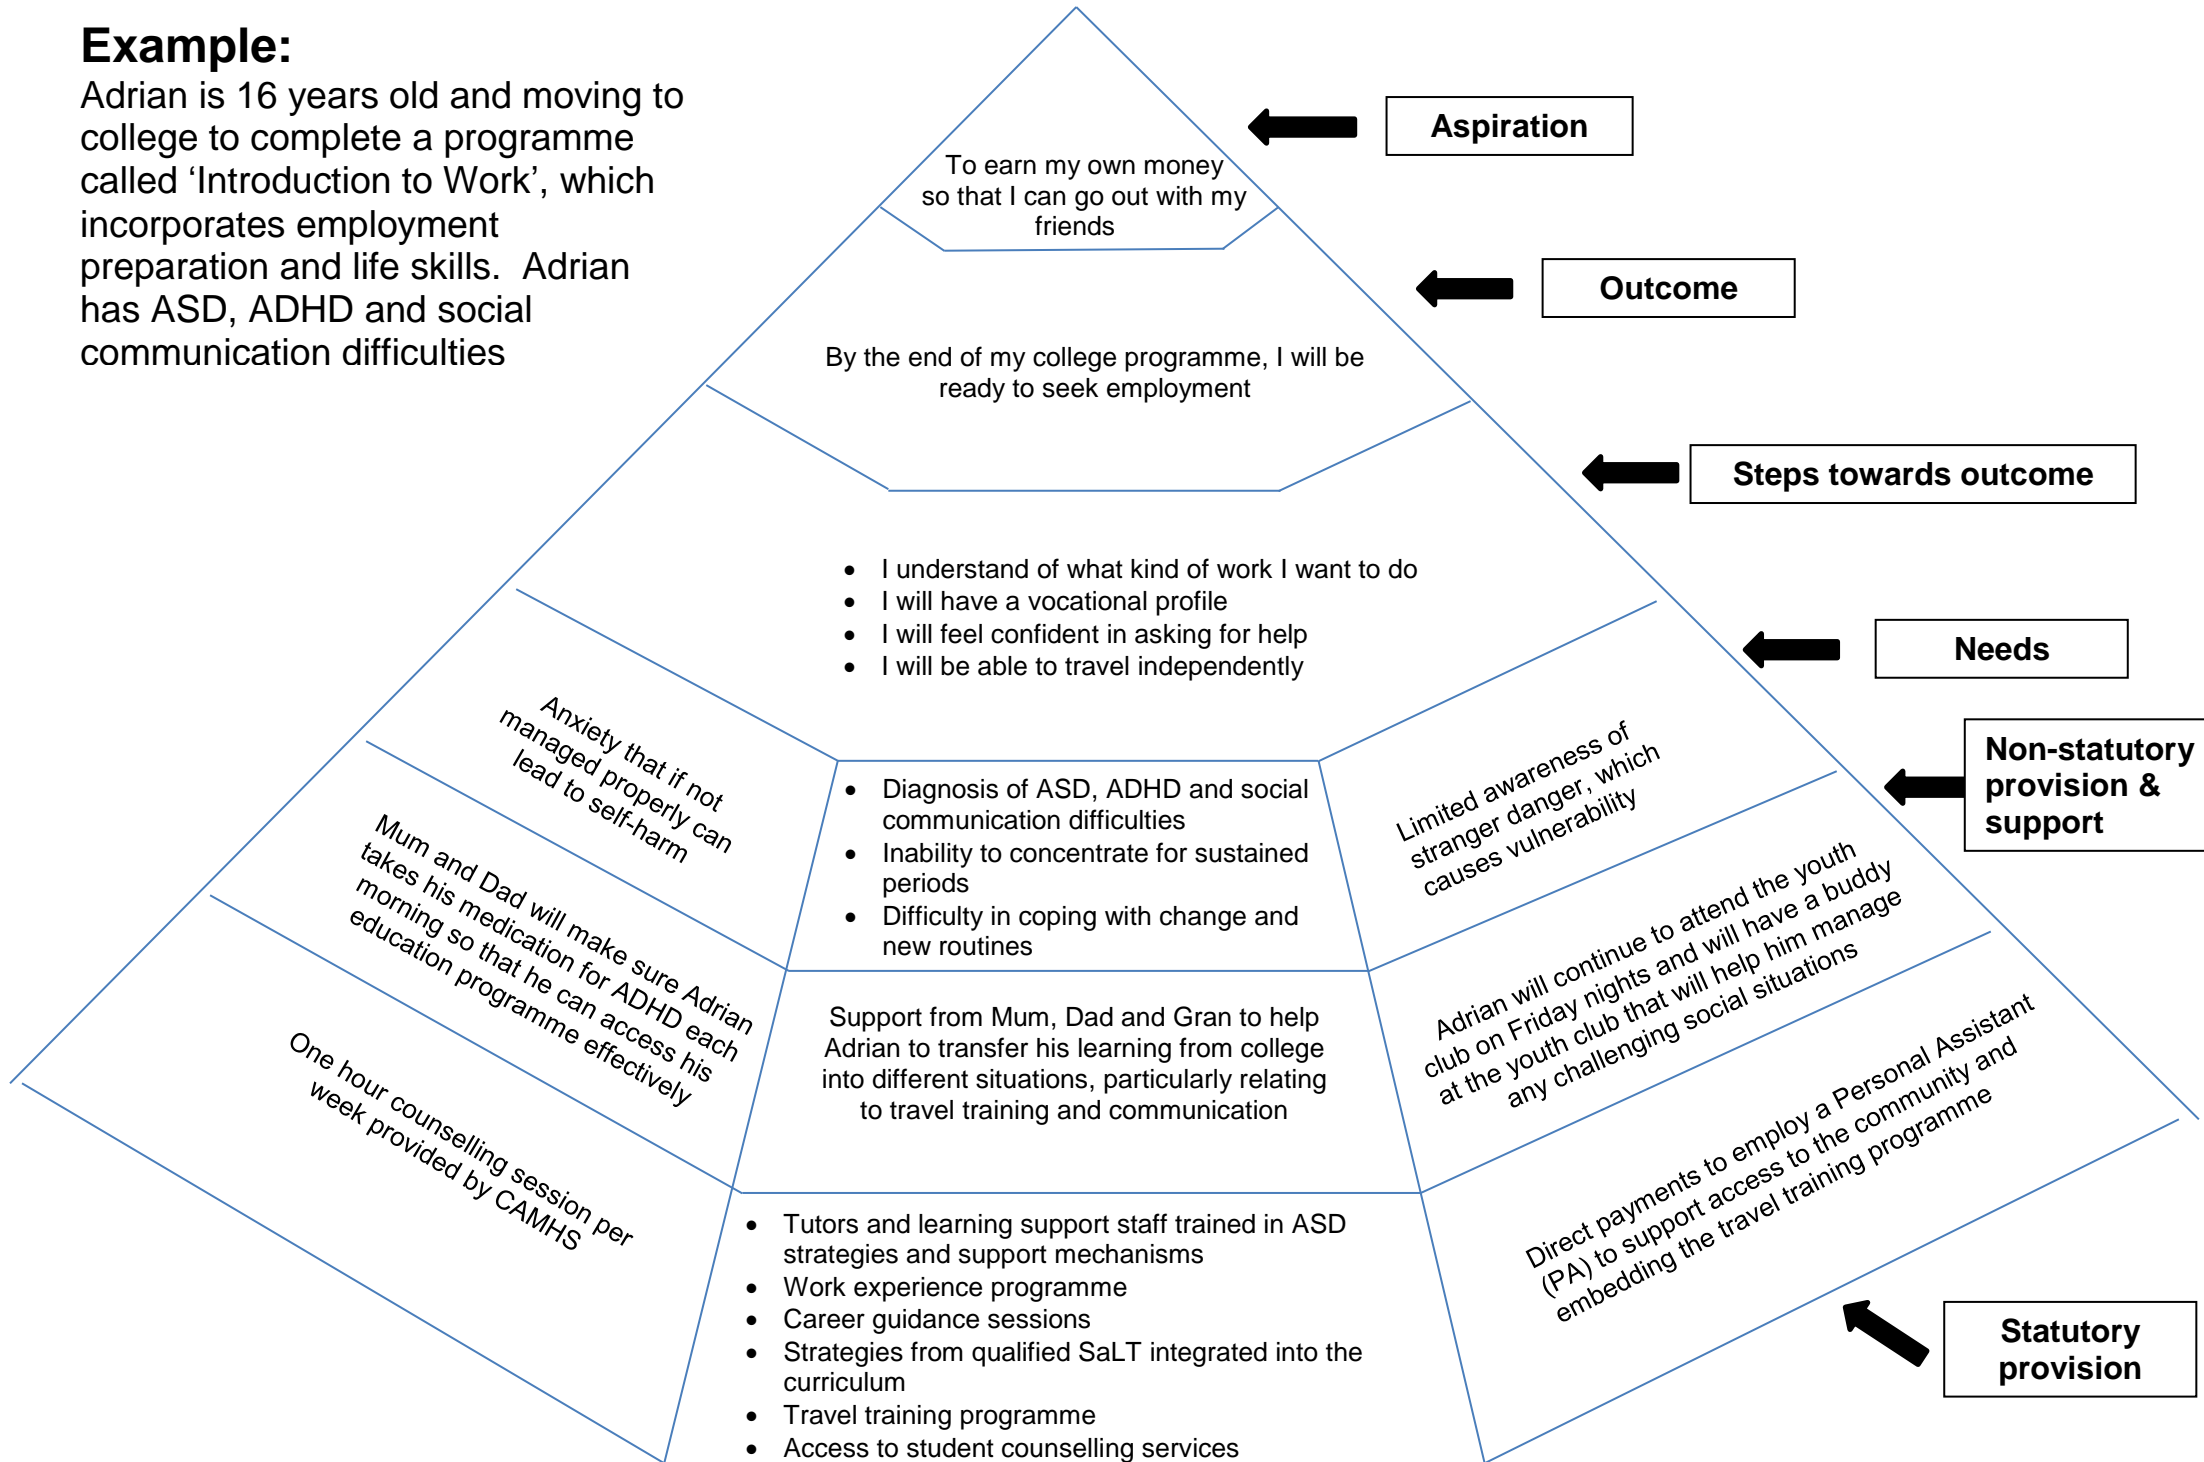 Example:
Adrian is 16 years old and moving to
college to complete a programme
called ‘Introduction to Work’, which
incorporates employment
preparation and life skills.  Adrian
has ASD, ADHD and social
communication difficulties
To earn my own money
so that I can go out with my
friends
Aspiration
By the end of my college programme, I will be
ready to seek employment
Outcome
• I understand of what kind of work I want to do
• I will have a vocational profile
• I will feel confident in asking for help
• I will be able to travel independently
Steps towards outcome
Anxiety that if not
managed properly can
lead to self-harm
• Diagnosis of ASD, ADHD and social
communication difficulties
• Inability to concentrate for sustained
periods
• Difficulty in coping with change and
new routines
Limited awareness of
stranger danger, which
causes vulnerability
Needs
Mum and Dad will make sure Adrian
takes his medication for ADHD each
morning so that he can access his
education programme effectively
Support from Mum, Dad and Gran to help
Adrian to transfer his learning from college
into different situations, particularly relating
to travel training and communication
Adrian will continue to attend the youth
club on Friday nights and will have a buddy
at the youth club that will help him manage
any challenging social situations
Non-statutory
provision &
support
One hour counselling session per
week provided by CAMHS
• Tutors and learning support staff trained in ASD
strategies and support mechanisms
• Work experience programme
• Career guidance sessions
• Strategies from qualified SaLT integrated into the
curriculum
• Travel training programme
• Access to student counselling services
Direct payments to employ a Personal Assistant
(PA) to support access to the community and
embedding the travel training programme
Statutory
provision